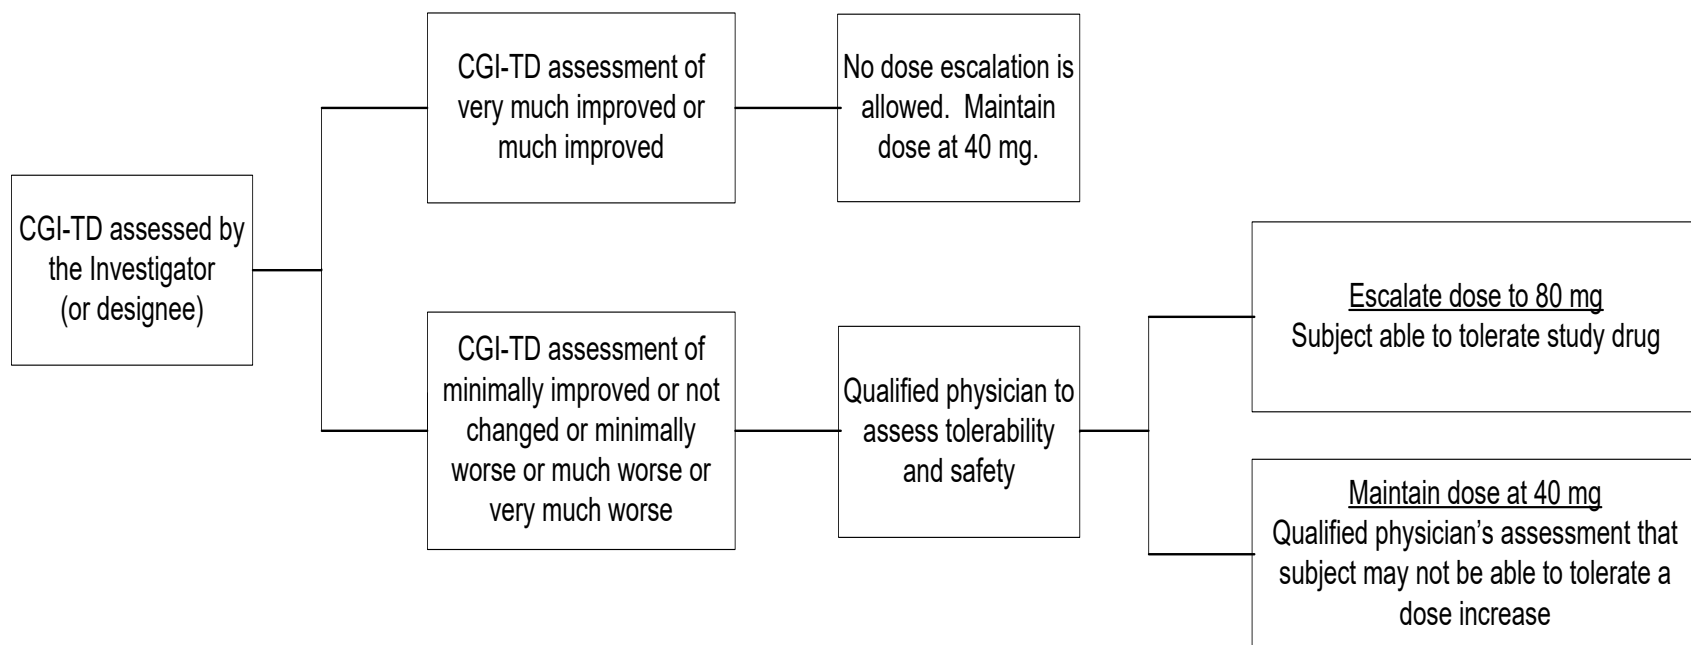 CGI-TD assessed by
the Investigator
(or designee)
CGI-TD assessment of
very much improved or
much improved
No dose escalation is
allowed.  Maintain
dose at 40 mg.
CGI-TD assessment of
minimally improved or not
changed or minimally
worse or much worse or
very much worse
Qualified physician to
assess tolerability
and safety
Escalate dose to 80 mg
Subject able to tolerate study drug
Maintain dose at 40 mg
Qualified physician’s assessment that
subject may not be able to tolerate a
dose increase